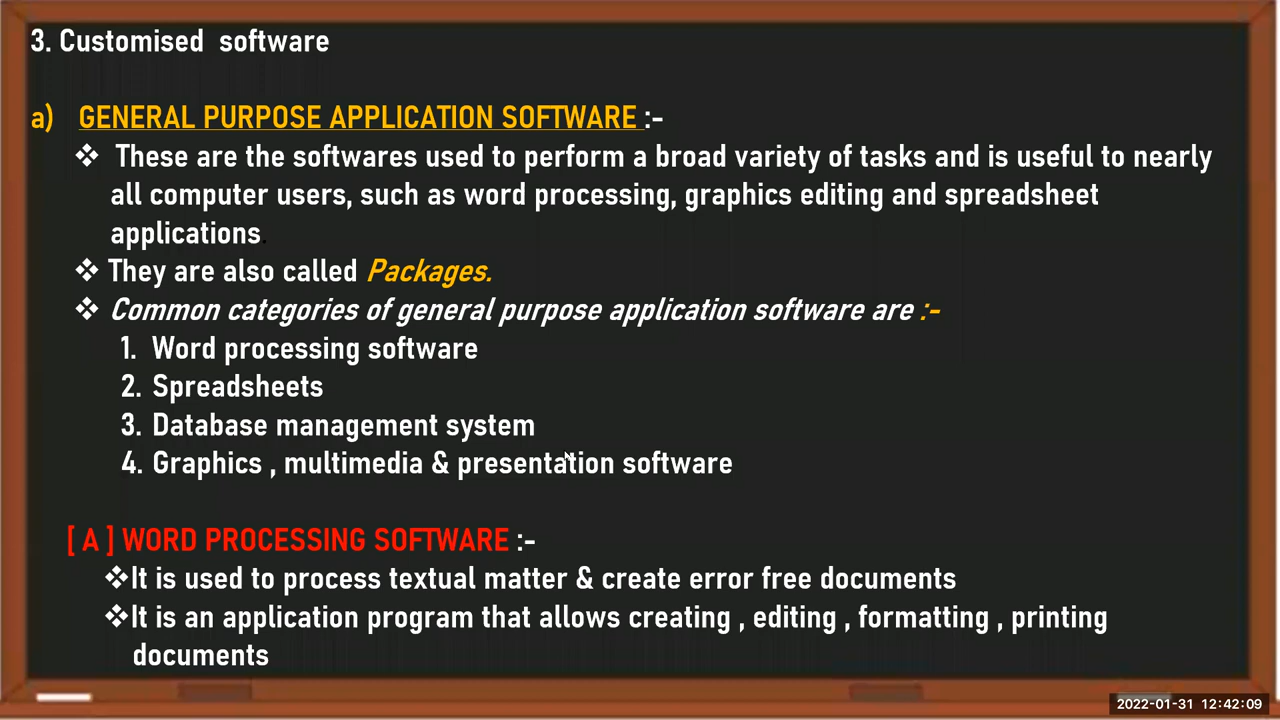 3. Customised software
a) GENERAL PURPOSE APPLICATION SOFTWARE :-
❖ These are the softwares used to perform a broad variety of tasks and is useful to nearly
all computer users, such as word processing, graphics editing and spreadsheet
applications.
❖ They are also called Packages.
❖ Common categories of general purpose application software are :-
1. Word processing software
2. Spreadsheets
3. Database management system
4. Graphics , multimedia & presentation software
[ A ] WORD PROCESSING SOFTWARE :-
❖It is used to process textual matter & create error free documents
❖It is an application program that allows creating , editing , formatting , printing
documents
2022-01-31 12:42:09